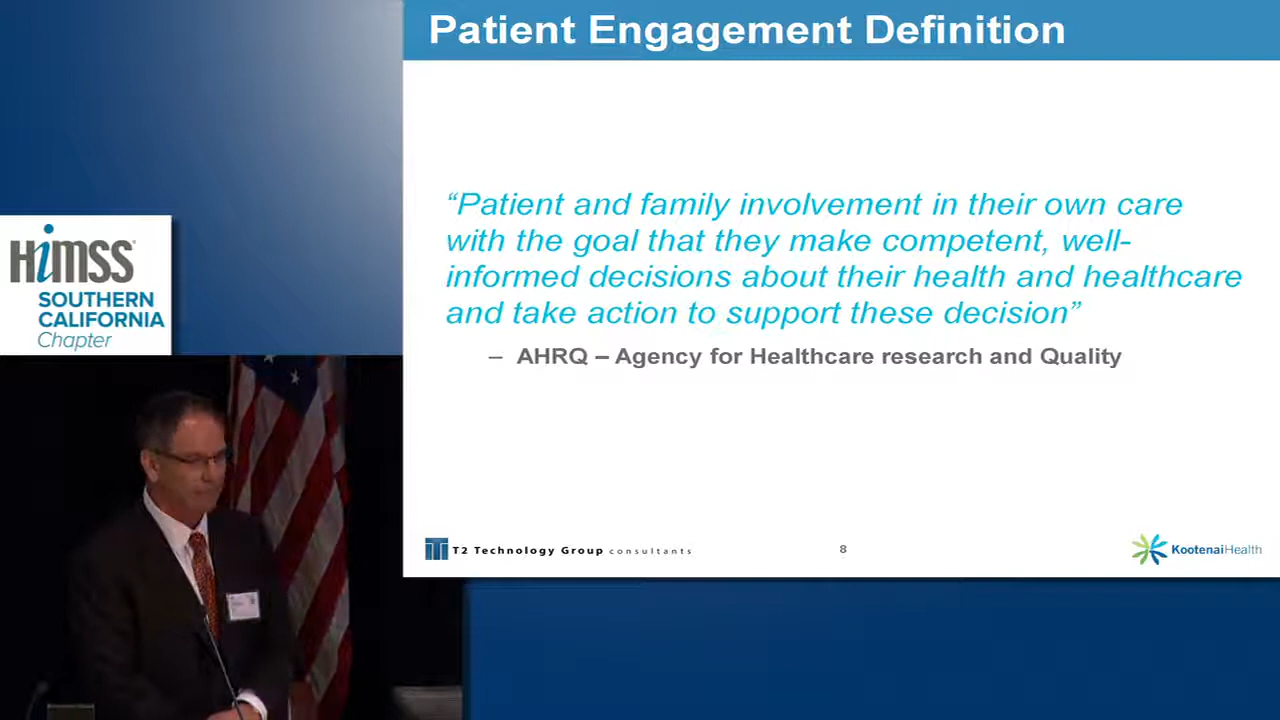 Patient Engagement Definition
“Patient and family involvement in their own care
with the goal that they make competent, well-
informed decisions about their health and healthcare
and take action to support these decision”
– AHRQ – Agency for Healthcare research and Quality
HiMSS
SOUTHERN
CALIFORNIA
Chapter
T2 Technology Group consultants
8
KootenaiHealth